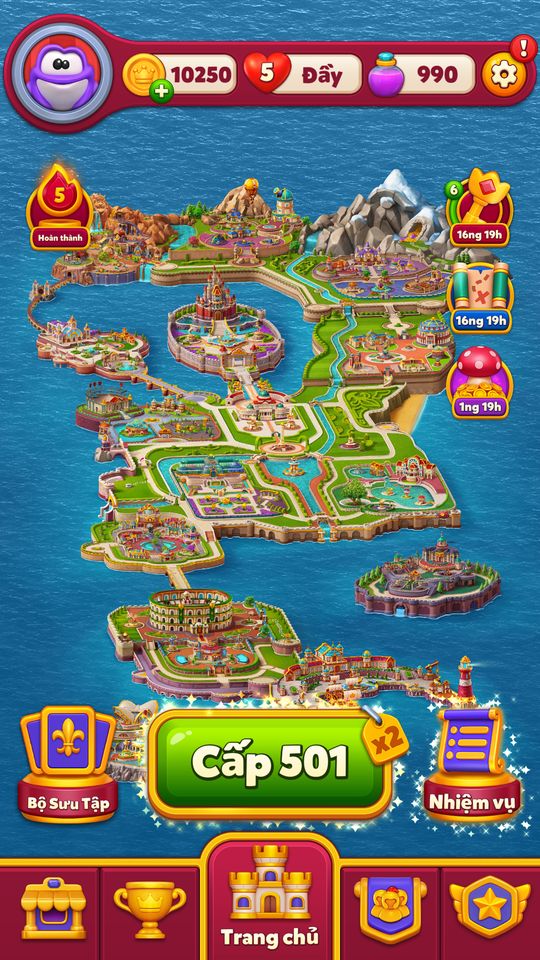 10250
5
Đầy
990
!
5
Hoàn thành
6
16ng 19h
16ng 19h
1ng 19h
Cấp 501
x2
Bộ Sưu Tập
Nhiệm vụ
Trang chủ